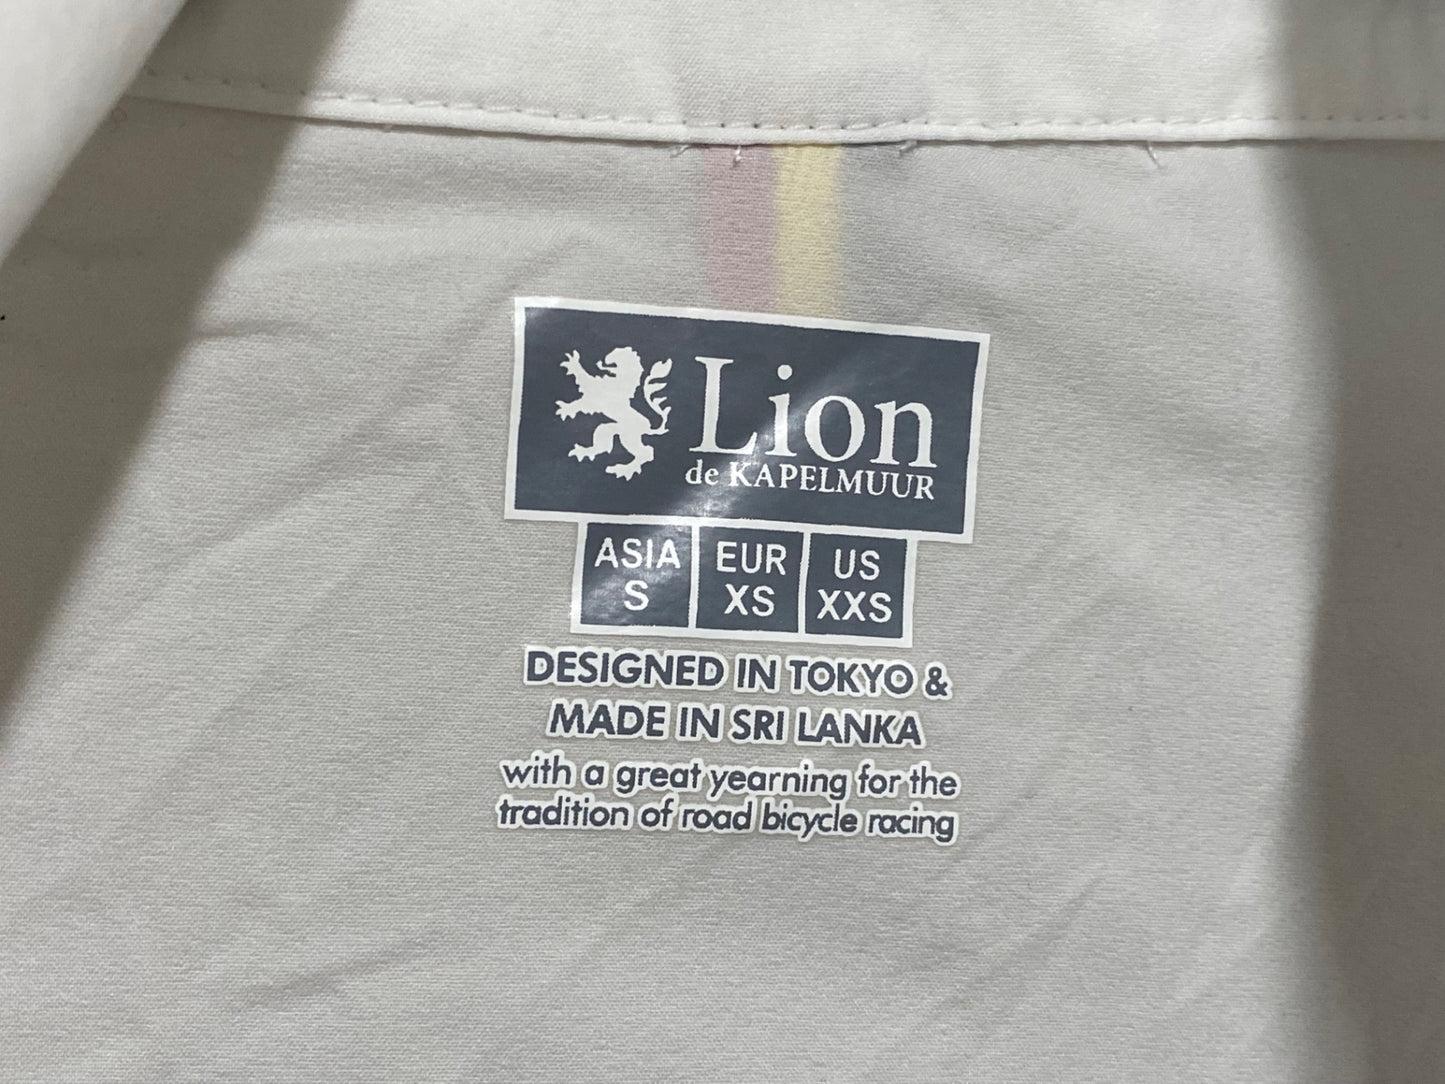 Lion
de KAPELMUUR
ASIA EUR US
S XS XXS
DESIGNED IN TOKYO &
MADE IN SRI LANKA
with a great yearning for the
tradition of road bicycle racing